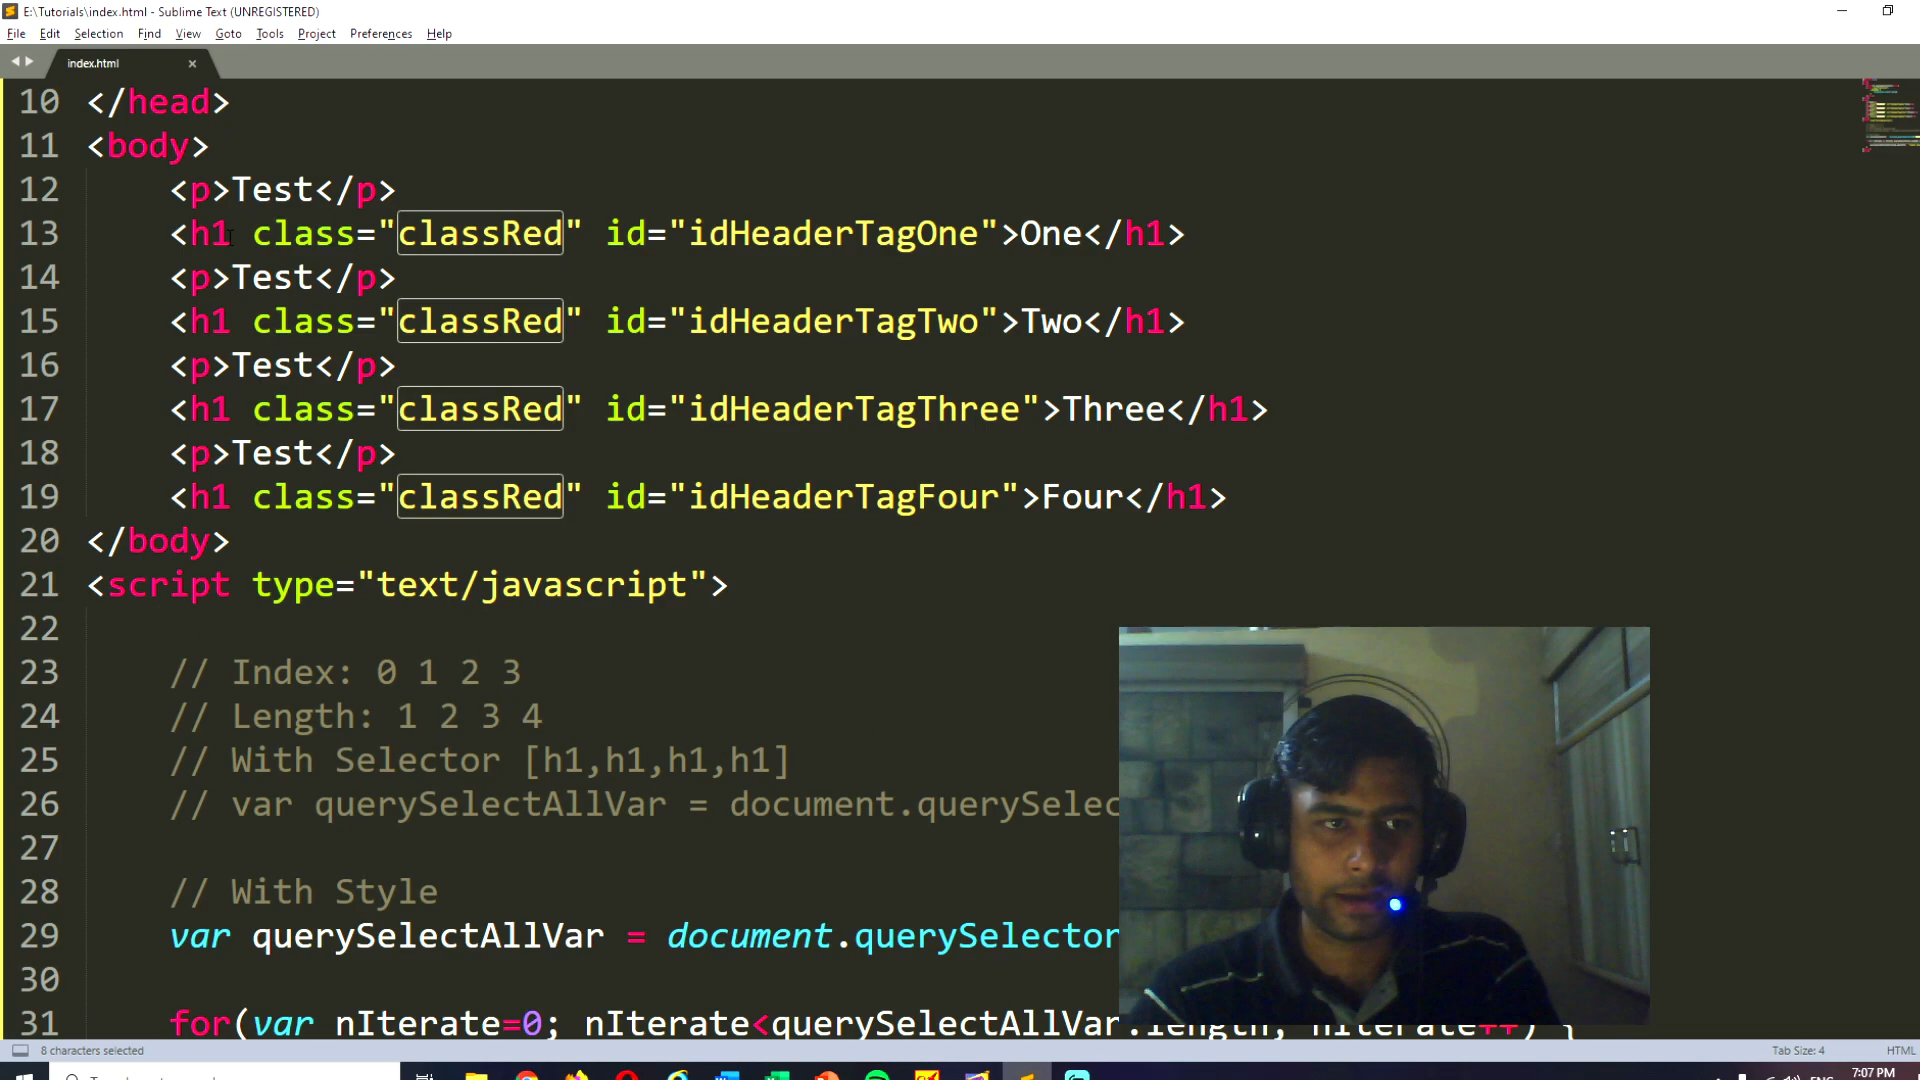 E:\Tutorials\index.html - Sublime Text (UNREGISTERED)
File Edit Selection Find View Goto Tools Project Preferences Help
index.html ×
10 </head>
11 <body>
12 <p>Test</p>
13 <h1 class="classRed" id="idHeaderTagOne">One</h1>
14 <p>Test</p>
15 <h1 class="classRed" id="idHeaderTagTwo">Two</h1>
16 <p>Test</p>
17 <h1 class="classRed" id="idHeaderTagThree">Three</h1>
18 <p>Test</p>
19 <h1 class="classRed" id="idHeaderTagFour">Four</h1>
20 </body>
21 <script type="text/javascript">
22
23 // Index: 0 1 2 3
24 // Length: 1 2 3 4
25 // With Selector [h1,h1,h1,h1]
26 // var querySelectAllVar = document.querySelec
27
28 // With Style
29 var querySelectAllVar = document.querySelector
30
31 for(var nIterate=0; nIterate<querySelectAllVar.length; nIterate++) {
8 characters selected Tab Size: 4 HTML
7:07 PM